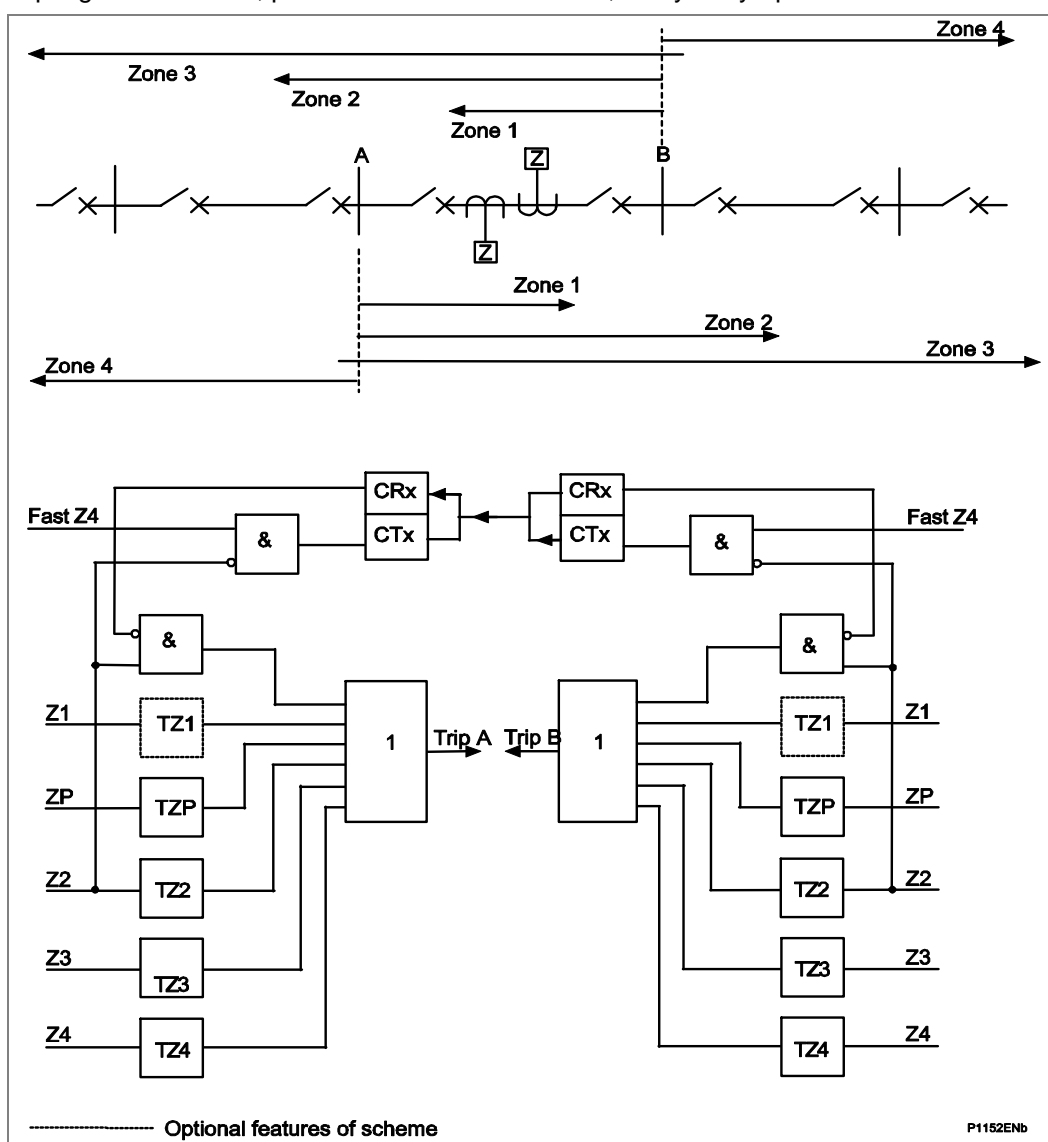 Zone 4
Zone 3
Zone 2
Zone 1
A
Z
B
Z
Zone 1
Zone 2
Zone 3
Zone 4
CRx
CRx
Fast Z4
&
CTx
CTx
&
Fast Z4
&
&
Z1
TZ1
1
Trip A
Trip B
1
TZ1
Z1
ZP
TZP
TZP
ZP
Z2
TZ2
TZ2
Z2
Z3
TZ3
TZ3
Z3
Z4
TZ4
TZ4
Z4
Optional features of scheme
P1152ENb